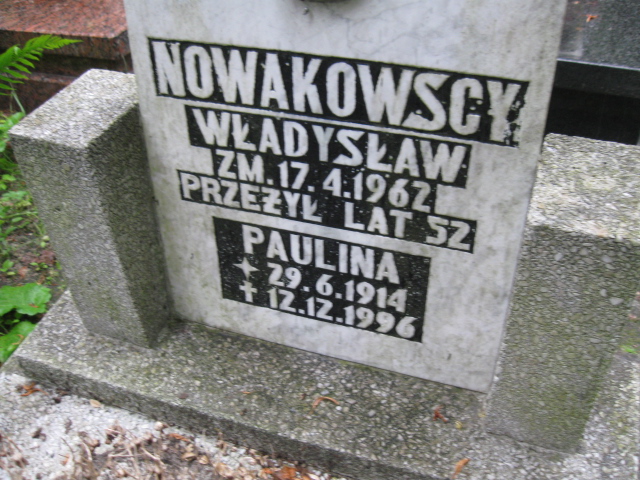 NOWAKOWSCY
WŁADYSŁAW
ZM. 17.4.1962
PRZEŻYŁ LAT 52
PAULINA
* 29.6.1914
+ 12.12.1996